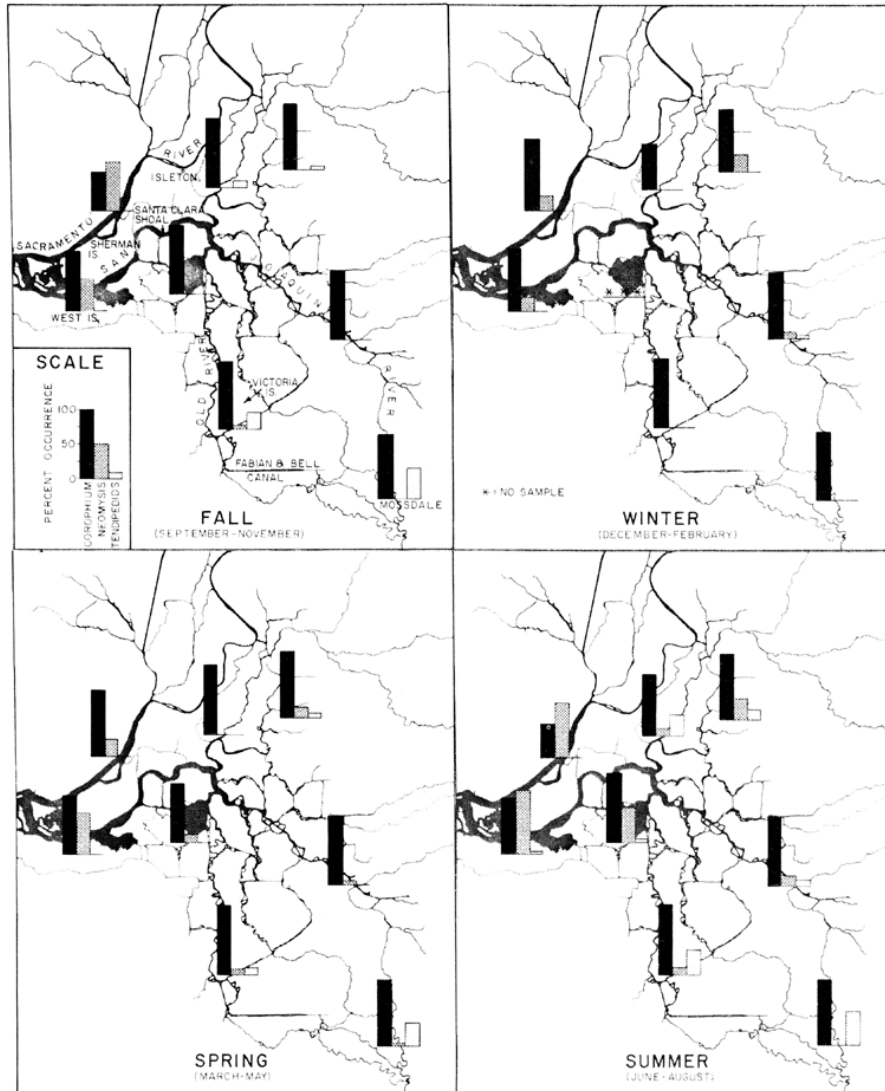 RIVER
ISLETON
SANTA CLARA
SHOAL
SACRAMENTO
SHERMAN
IS.
SAN
JOAQUIN
WEST IS.
SCALE
PERCENT OCCURRENCE
100
50
0
COROPHIUM
NEOMYSIS
TENDIPEDIDS
OLD RIVER
VICTORIA
IS.
RIVER
FABIAN & BELL
CANAL
MOSSDALE
FALL
(SEPTEMBER-NOVEMBER)
* = NO SAMPLE
WINTER
(DECEMBER-FEBRUARY)
SPRING
(MARCH-MAY)
SUMMER
(JUNE-AUGUST)